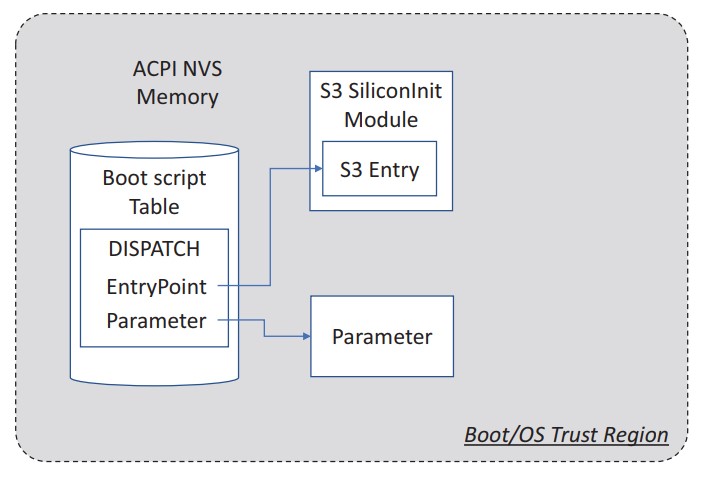 ACPI NVS
Memory
S3 SiliconInit
Module
S3 Entry
Boot script
Table
DISPATCH
EntryPoint
Parameter
Parameter
Boot/OS Trust Region